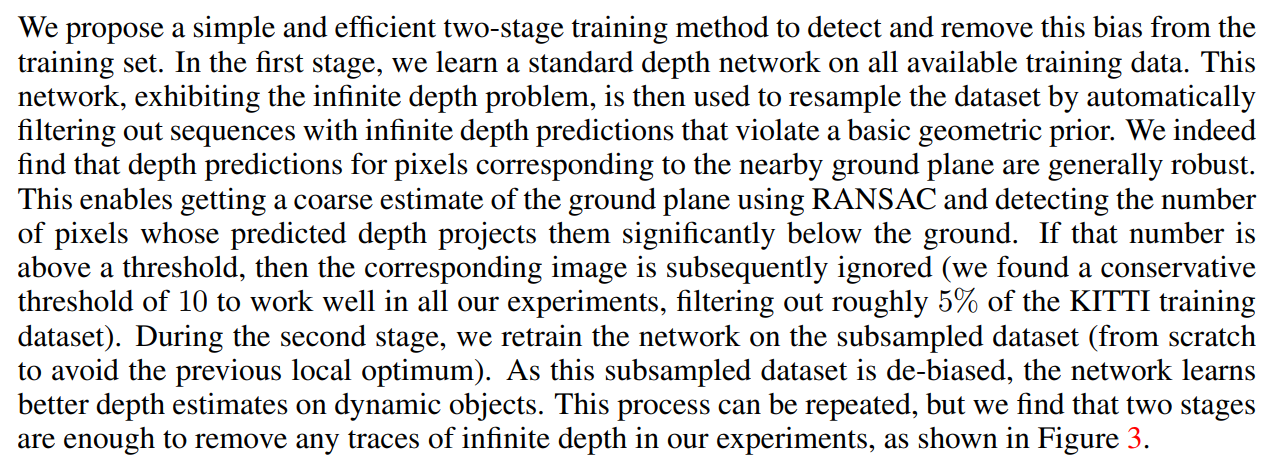 We propose a simple and efficient two-stage training method to detect and remove this bias from the
training set. In the first stage, we learn a standard depth network on all available training data. This
network, exhibiting the infinite depth problem, is then used to resample the dataset by automatically
filtering out sequences with infinite depth predictions that violate a basic geometric prior. We indeed
find that depth predictions for pixels corresponding to the nearby ground plane are generally robust.
This enables getting a coarse estimate of the ground plane using RANSAC and detecting the number
of pixels whose predicted depth projects them significantly below the ground. If that number is
above a threshold, then the corresponding image is subsequently ignored (we found a conservative
threshold of 10 to work well in all our experiments, filtering out roughly 5% of the KITTI training
dataset). During the second stage, we retrain the network on the subsampled dataset (from scratch
to avoid the previous local optimum). As this subsampled dataset is de-biased, the network learns
better depth estimates on dynamic objects. This process can be repeated, but we find that two stages
are enough to remove any traces of infinite depth in our experiments, as shown in Figure 3.